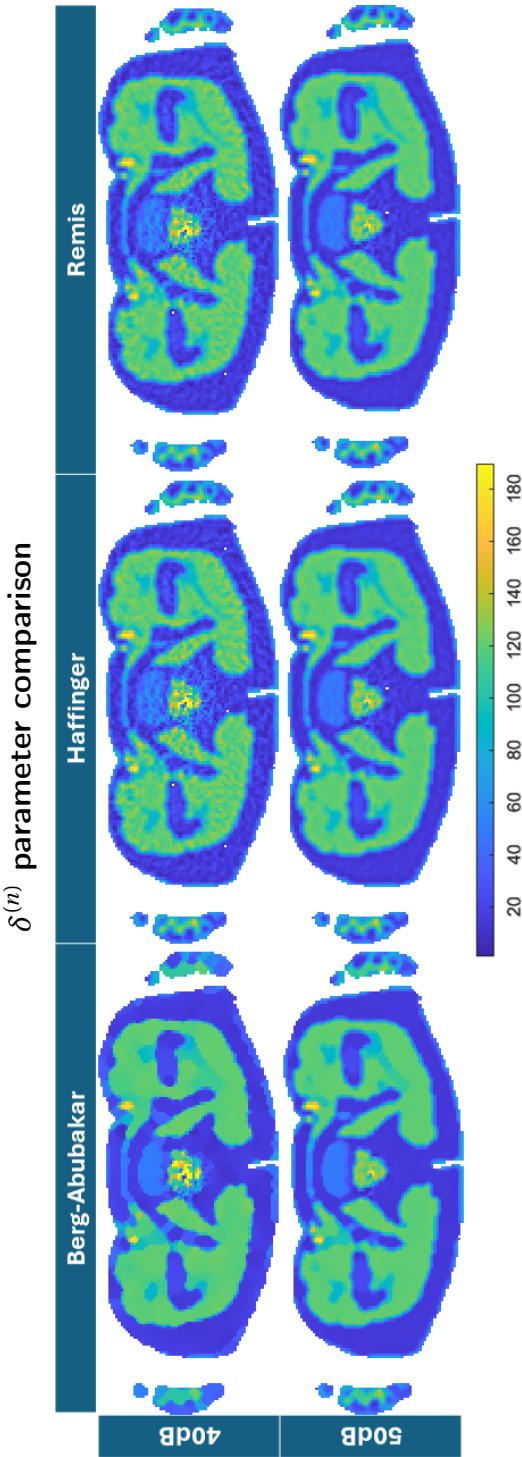 δ(n) parameter comparison
Berg-Abubakar
Haffinger
Remis
40dB
50dB
20
40
60
80
100
120
140
160
180